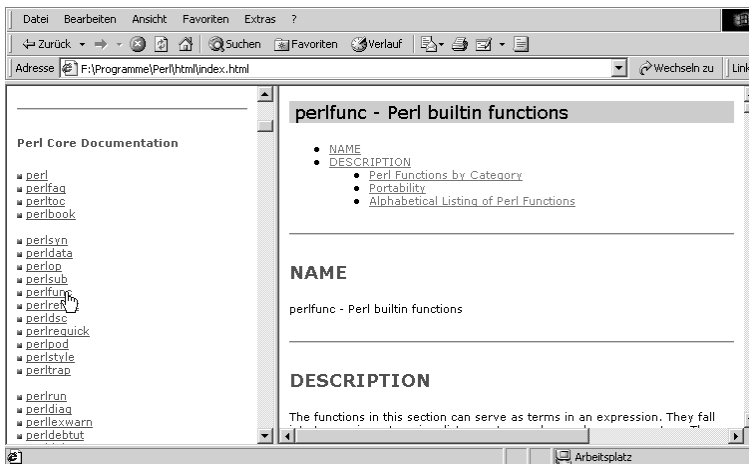 Datei Bearbeiten Ansicht Favoriten Extras ?
Zurück Suchen Favoriten Verlauf
Adresse F:\Programme\Perl\html\index.html Wechseln zu Link
Perl Core Documentation
perl
perlfaq
perltoc
perlbook
perlsyn
perldata
perlop
perlsub
perlfunc
perldsc
perlrequick
perlpod
perlstyle
perltrap
perlrun
perldiag
perllexwarn
perldebtut
perlfunc - Perl builtin functions
NAME
DESCRIPTION
Perl Functions by Category
Portability
Alphabetical Listing of Perl Functions
NAME
perlfunc - Perl builtin functions
DESCRIPTION
The functions in this section can serve as terms in an expression. They fall
Arbeitsplatz